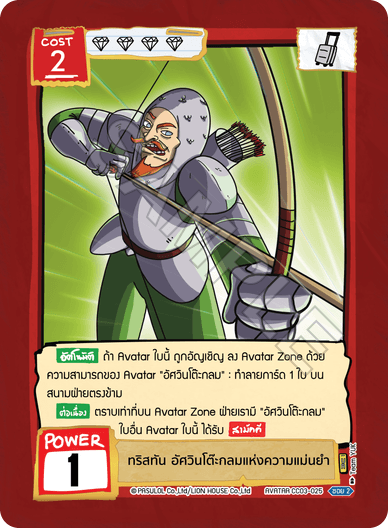 COST
2
อัตโนมัติ ถ้า Avatar ใบนี้ ถูกอัญเชิญ ลง Avatar Zone ด้วย
ความสามารถของ Avatar "อัศวินโต๊ะกลม" : ทำลายการ์ด 1 ใบ บน
สนามฝ่ายตรงข้าม
ต่อเนื่อง ตราบเท่าที่บน Avatar Zone ฝ่ายเรามี "อัศวินโต๊ะกลม"
ใบอื่น Avatar ใบนี้ ได้รับ สามัคคี
POWER
1
ทริสทัน อัศวินโต๊ะกลมแห่งความแม่นยำ
Team YUK
© PASULOL Co.,Ltd/LION HOUSE Co.,Ltd
AVATAR CC03-025
ซอง 2